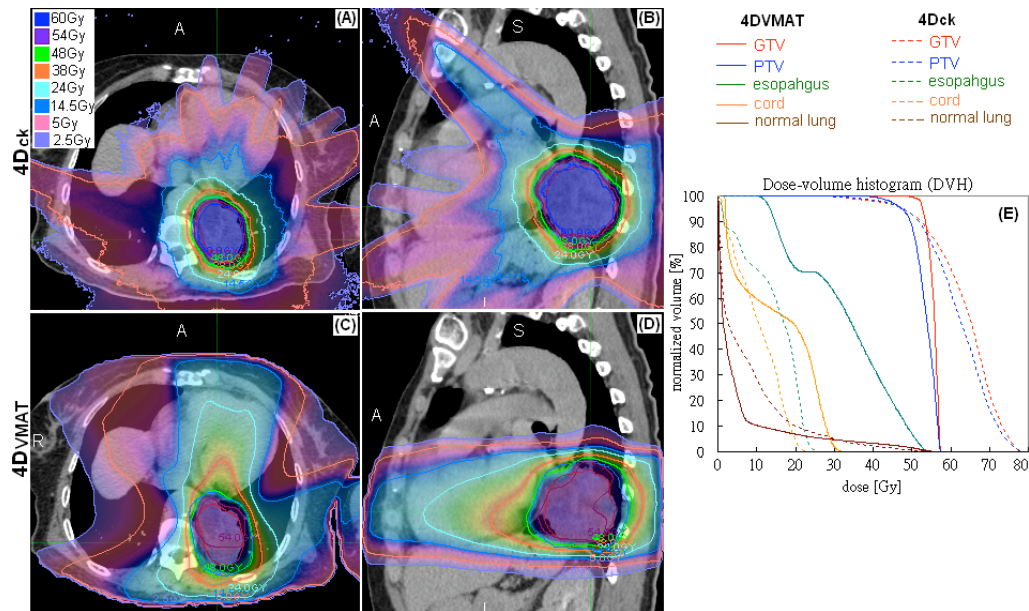 60Gy
54Gy
48Gy
38Gy
24Gy
14.5Gy
5Gy
2.5Gy
A
(A)
4Dck
24.0GY
S
(B)
A
24.0GY
I
A
(C)
R
4DVMAT
54.0
S
(D)
A
I
4DVMAT
GTV
PTV
esopahgus
cord
normal lung
4Dck
GTV
PTV
esopahgus
cord
normal lung
Dose-volume histogram (DVH)
(E)
normalized volume [%]
100
90
80
70
60
50
40
30
20
10
0
0 10 20 30 40 50 60 70 80
dose [Gy]